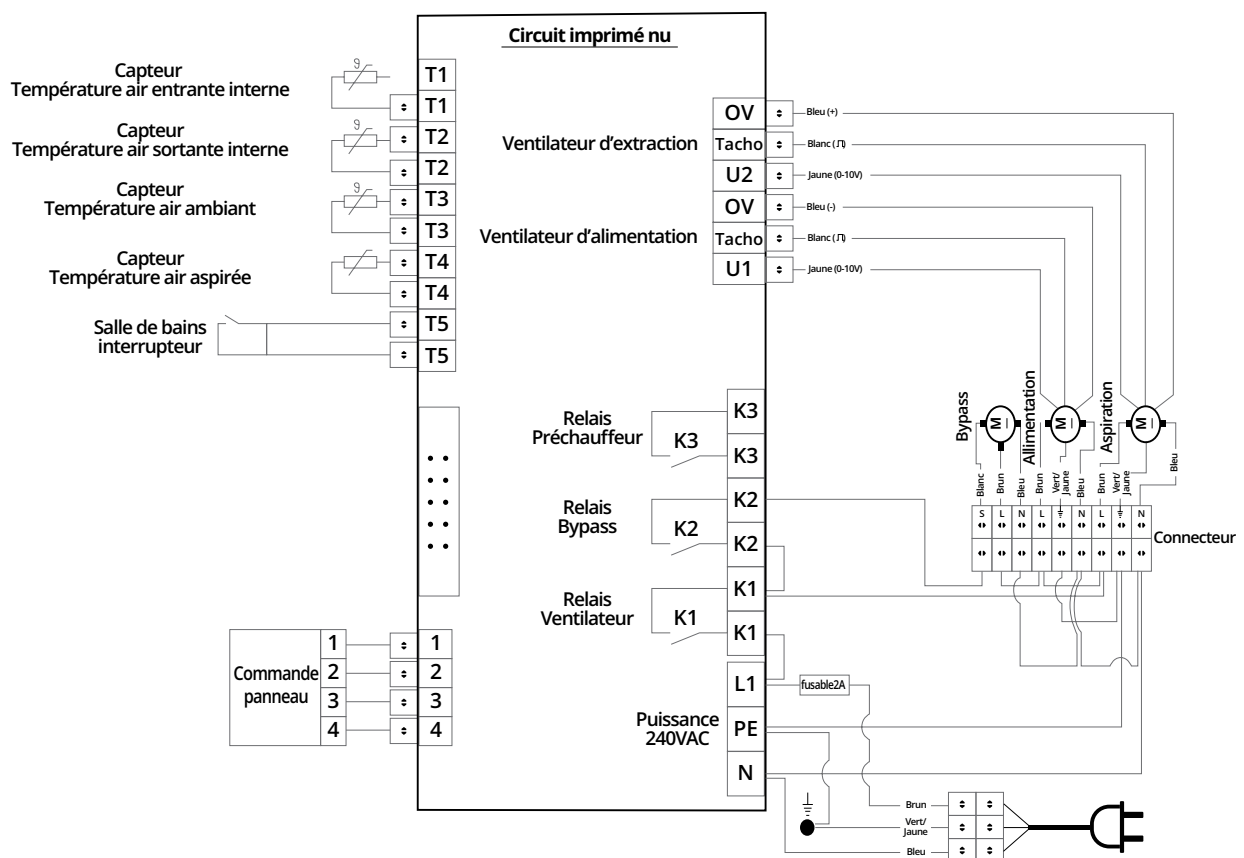 Circuit imprimé nu
Capteur
Température air entrante interne
T1
T1
Capteur
Température air sortante interne
T2
T2
Capteur
Température air ambiant
T3
T3
Capteur
Température air aspirée
T4
T4
Salle de bains
interrupteur
T5
T5
Ventilateur d’extraction
OV
Bleu (+)
Tacho
Blanc (⎍)
U2
Jaune (0-10V)
Ventilateur d’alimentation
OV
Bleu (-)
Tacho
Blanc (⎍)
U1
Jaune (0-10V)
Bypass
Allimentation
Aspiration
M
M
M
Relais
Préchauffeur
K3
K3
K3
Relais
Bypass
K2
K2
K2
Relais
Ventilateur
K1
K1
K1
Blanc
Brun
Bleu
Brun
Vert/
Jaune
Bleu
Brun
Vert/
Jaune
Bleu
S L N L N L N
Connecteur
Commande
panneau
1 1
2 2
3 3
4 4
Puissance
240VAC
L1
fusable2A
PE
N
Brun
Vert/
Jaune
Bleu